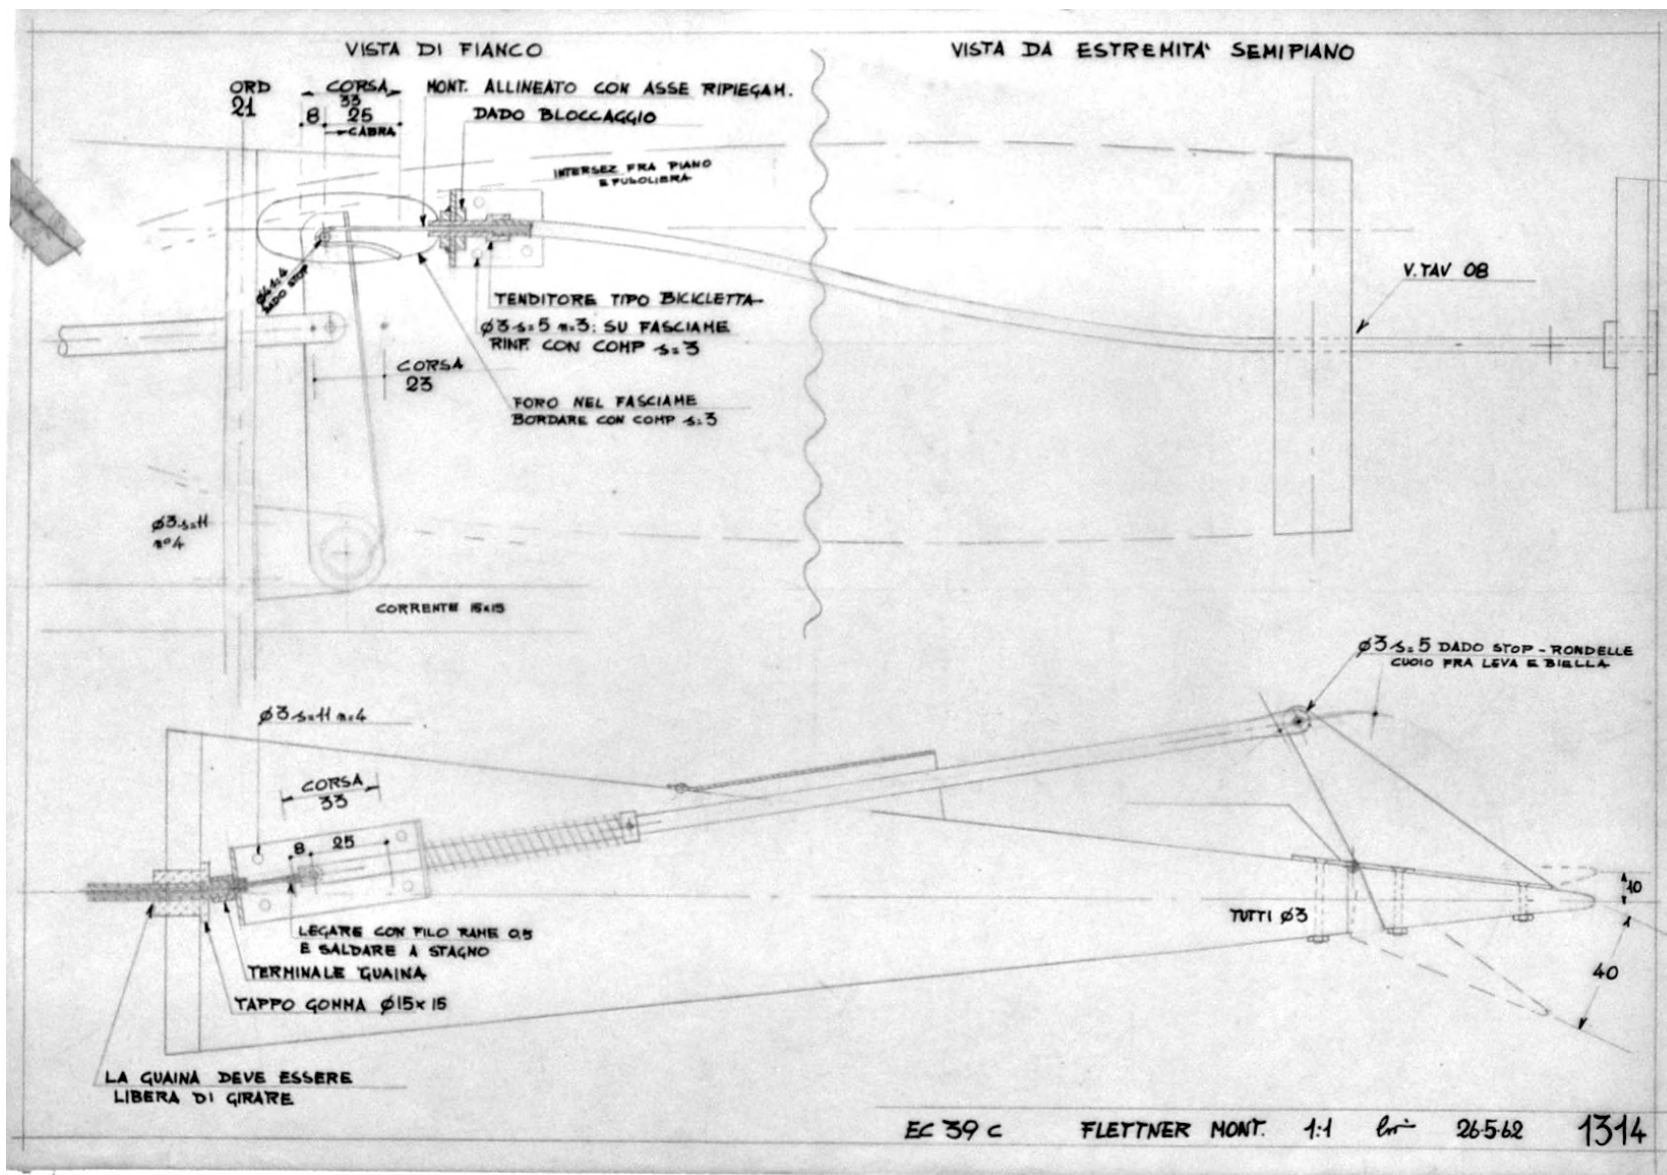 VISTA DI FIANCO
VISTA DA ESTREMITA' SEMIPIANO
ORD
21
CORSA
33
8 25
CABRA
MONT. ALLINEATO CON ASSE RIPIEGAM.
DADO BLOCCAGGIO
INTERSEZ FRA PIANO
E FUSOLIERA
DADO STOP
V. TAV 08
TENDITORE TIPO BICICLETTA
Ø3 s=5 n=3: SU FASCIAME
RINF. CON COMP s=3
CORSA
23
FORO NEL FASCIAME
BORDARE CON COMP s=3
Ø3 s=11
n°4
CORRENTE 15x15
Ø3 s=5 DADO STOP - RONDELLE
CUOIO FRA LEVA E BIELLA
Ø3 s=11 n=4
CORSA
33
8 25
10
TUTTI Ø3
40
LEGARE CON FILO RAME 0.5
E SALDARE A STAGNO
TERMINALE GUAINA
TAPPO GOMMA Ø15x15
LA GUAINA DEVE ESSERE
LIBERA DI GIRARE
EC 39 C FLETTNER MONT. 1:1 26-5-62 1314